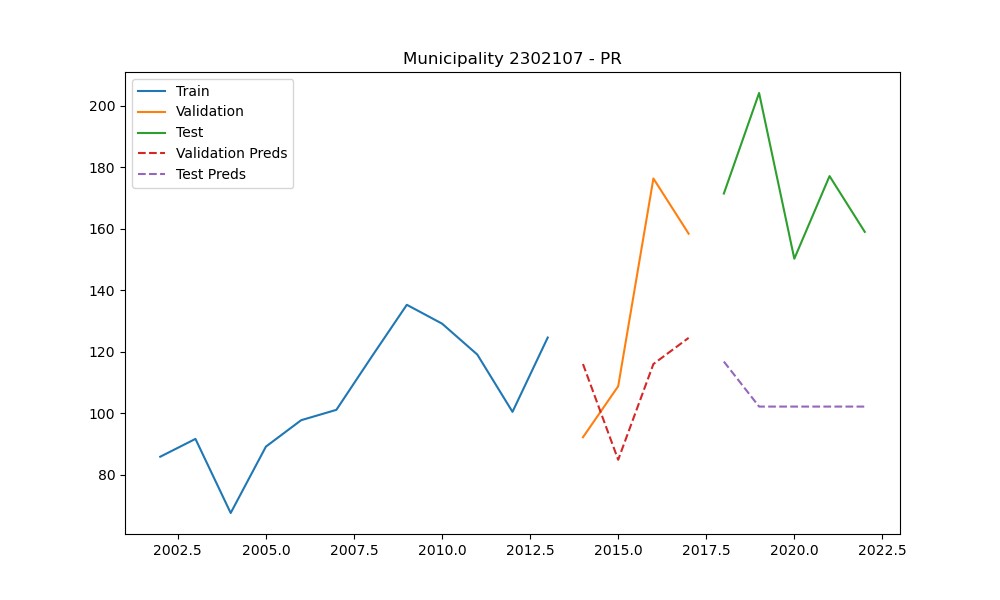 Municipality 2302107 - PR
Train
Validation
Test
Validation Preds
Test Preds
200
180
160
140
120
100
80
2002.5 2005.0 2007.5 2010.0 2012.5 2015.0 2017.5 2020.0 2022.5